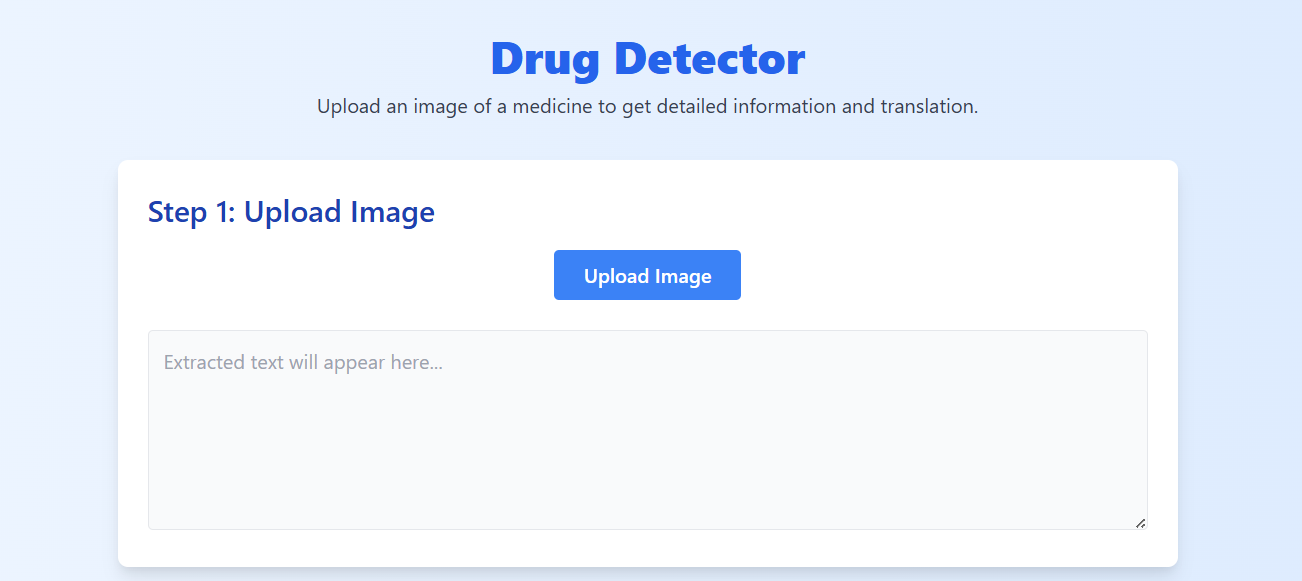 Drug Detector
Upload an image of a medicine to get detailed information and translation.
Step 1: Upload Image
Upload Image
Extracted text will appear here...